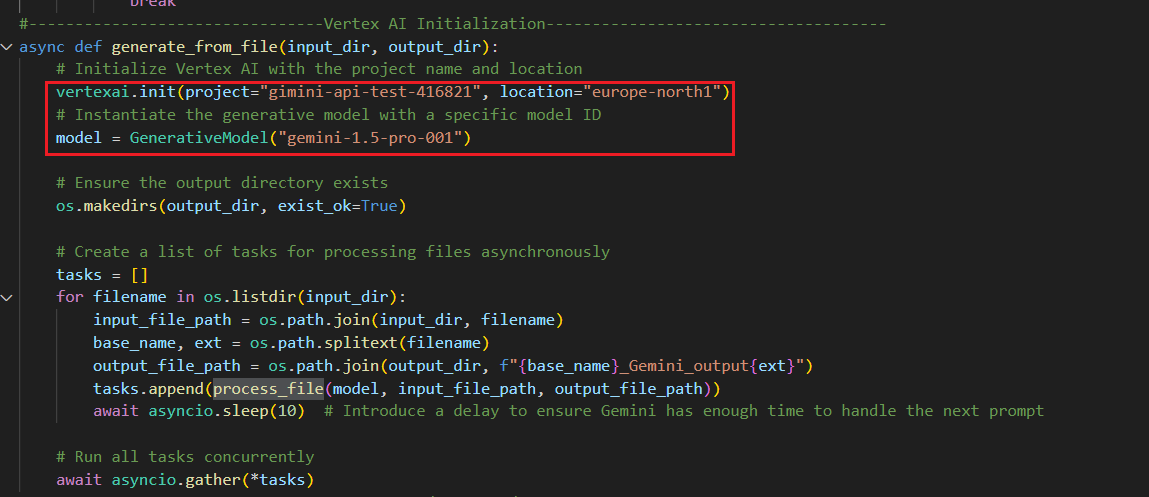 break
#--------------------------------Vertex AI Initialization-------------------------------------
async def generate_from_file(input_dir, output_dir):
    # Initialize Vertex AI with the project name and location
    vertexai.init(project="gimini-api-test-416821", location="europe-north1")
    # Instantiate the generative model with a specific model ID
    model = GenerativeModel("gemini-1.5-pro-001")
    # Ensure the output directory exists
    os.makedirs(output_dir, exist_ok=True)
    # Create a list of tasks for processing files asynchronously
    tasks = []
    for filename in os.listdir(input_dir):
        input_file_path = os.path.join(input_dir, filename)
        base_name, ext = os.path.splitext(filename)
        output_file_path = os.path.join(output_dir, f"{base_name}_Gemini_output{ext}")
        tasks.append(process_file(model, input_file_path, output_file_path))
        await asyncio.sleep(10)  # Introduce a delay to ensure Gemini has enough time to handle the next prompt
    # Run all tasks concurrently
    await asyncio.gather(*tasks)